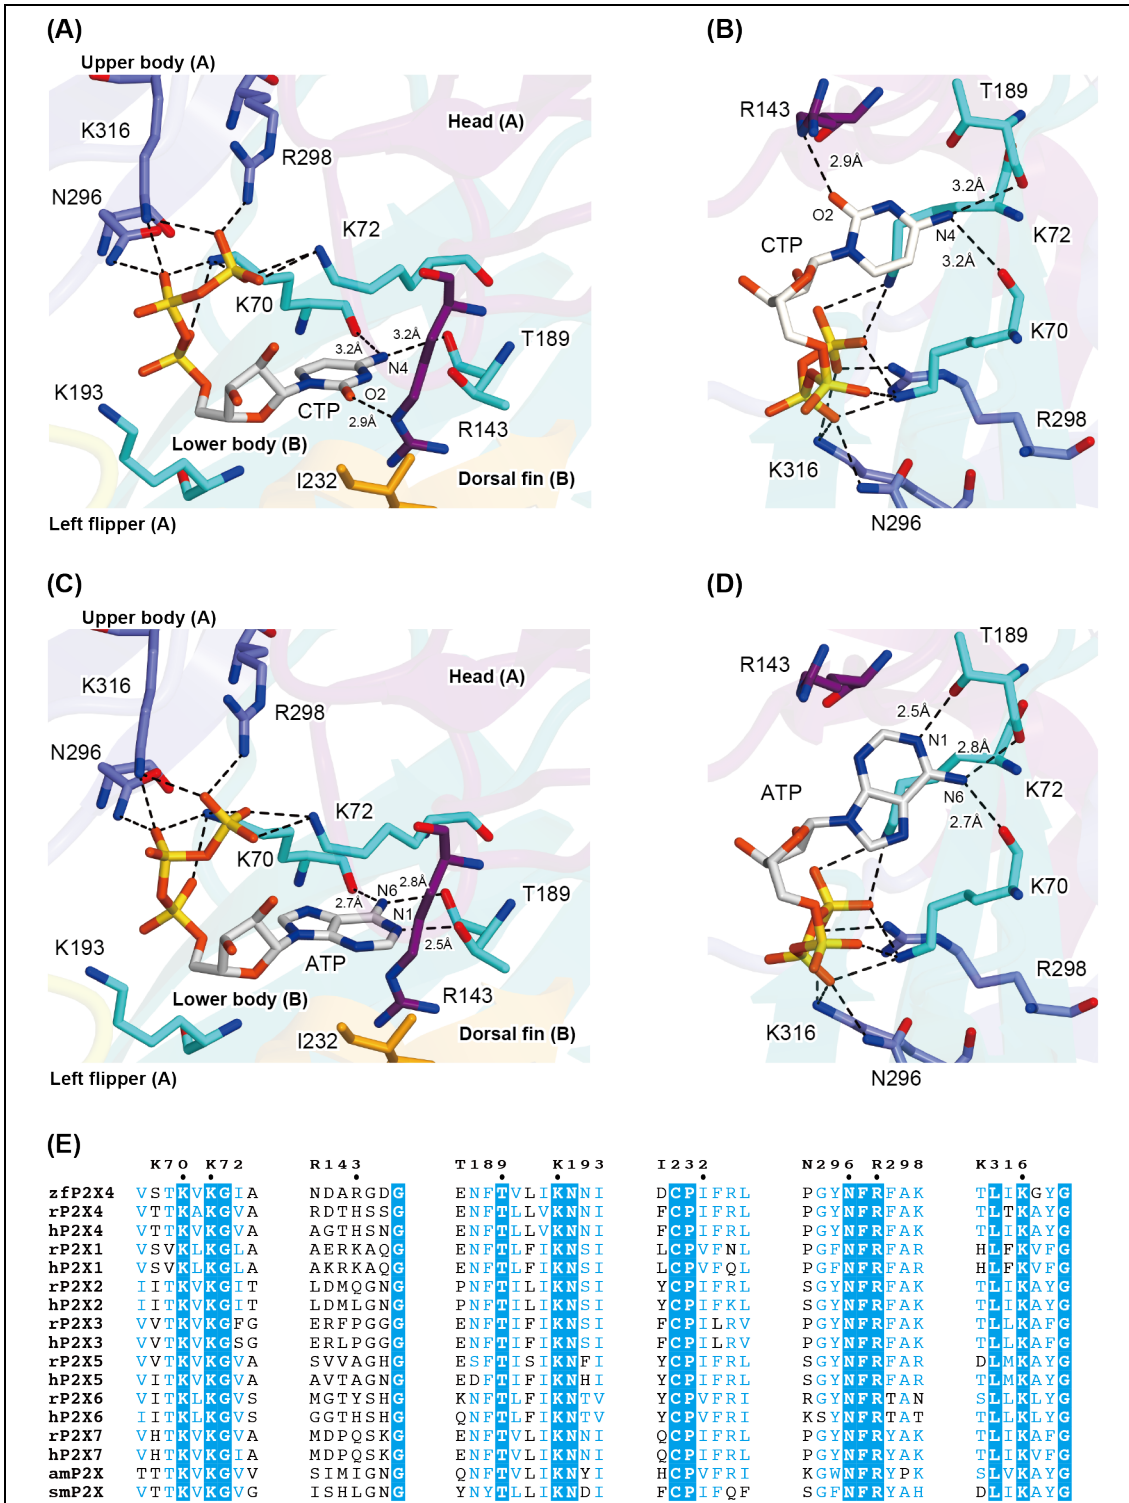 (A)
Upper body (A)
K316
R298
Head (A)
N296
K72
K70
3.2Å
3.2Å
T189
N4
K193
CTP
O2
2.9Å
R143
Lower body (B)
I232
Dorsal fin (B)
Left flipper (A)
(B)
T189
R143
2.9Å
3.2Å
O2
CTP
N4
K72
3.2Å
K70
R298
K316
N296
(C)
Upper body (A)
K316
R298
Head (A)
N296
K72
K70
N6
2.8Å
2.7Å
N1
T189
2.5Å
K193
ATP
R143
Lower body (B)
I232
Dorsal fin (B)
Left flipper (A)
(D)
T189
R143
2.5Å
N1
2.8Å
ATP
N6
K72
2.7Å
K70
R298
K316
N296
(E)
K70 K72 R143 T189 K193 I232 N296 R298 K316
zfP2X4 VSTKVKGIA NDARGDG ENFTVLIKNNI DCPIFRL PGYNFRFAK TLIKGYG
rP2X4 VTTKAKGVA RDTHSSG ENFTLLVKNNI FCPIFRL PGYNFRFAK TLTKAYG
hP2X4 VTTKVKGVA AGTHSNG ENFTLLVKNNI FCPIFRL PGYNFRFAK TLIKAYG
rP2X1 VSVKLKGLA AERKAQG ENFTLFIKNSI LCPVFNL PGFNFRFAR HLFKVFG
hP2X1 VSVKLKGLA AKRKAQG ENFTLFIKNSI LCPVFQL PGFNFRFAR HLFKVFG
rP2X2 IITKVKGIT LDMQGNG PNFTILIKNSI YCPIFRL SGYNFRFAK TLIKAYG
hP2X2 IITKVKGIT LDMLGNG PNFTILIKNSI YCPIFKL SGYNFRFAK TLIKAYG
rP2X3 VVTKVKGFG ERFPGGG ENFTIFIKNSI FCPILRV PGFNFRFAK TLLKAFG
hP2X3 VVTKVKGSG ERLPGGG ENFTISIKNSI FCPILRV PGFNFRFAK TLLKAFG
rP2X5 VVTKVKGVA SVVAGHG ESFTISIKNFI YCPIFRL SGYNFRFAR DLMKAYG
hP2X5 VITKVKGVA AVTAGNG EDFTIFIKNHI YCPIFRL SGYNFRFAR TLMKAYG
rP2X6 VITKLKGVS MGTYSHG KNFTLFIKNTV YCPVFRI RGYNFRTAN SLLKLYG
hP2X6 IITKLKGVS GGTHSHG QNFTLFIKNTV YCPVFRI KSYNFRTAT TLLKLYG
rP2X7 VHTKVKGVA MDPQSKG ENFTVLIKNNI QCPIFRL PGYNFRYAK TLIKAFG
hP2X7 VHTKVKGIA MDPQSKG ENFTVLIKNNI QCPIFRL PGYNFRYAK TLIKVFG
amP2X TTTKVKGVV SIMIGNG QNFTVLIKNYI HCPVFRI KGWNFRYPK SLVKAYG
smP2X VTTKLKGVG ISHLGNG YNYTVLIKNDI FCPIFQF SGFNFRYAH TLIKAYG